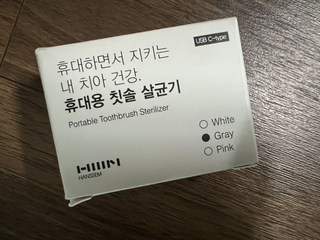 USB C-type
휴대하면서 지키는
내 치아 건강.
휴대용 칫솔 살균기
Portable Toothbrush Sterilizer
White
Gray
Pink
HANSIEM